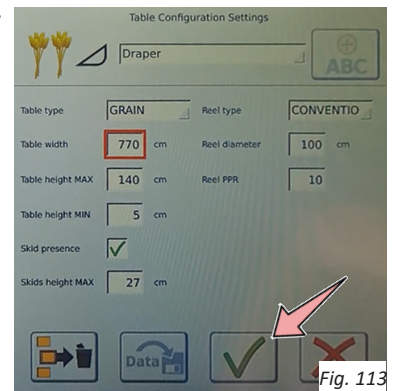 Table Configuration Settings
Draper
ABC
Table type GRAIN Reel type CONVENTIO
Table width 770 cm Reel diameter 100 cm
Table height MAX 140 cm Reel PPR 10
Table height MIN 5 cm
Skid presence
Skids height MAX 27 cm
Data
Fig. 113